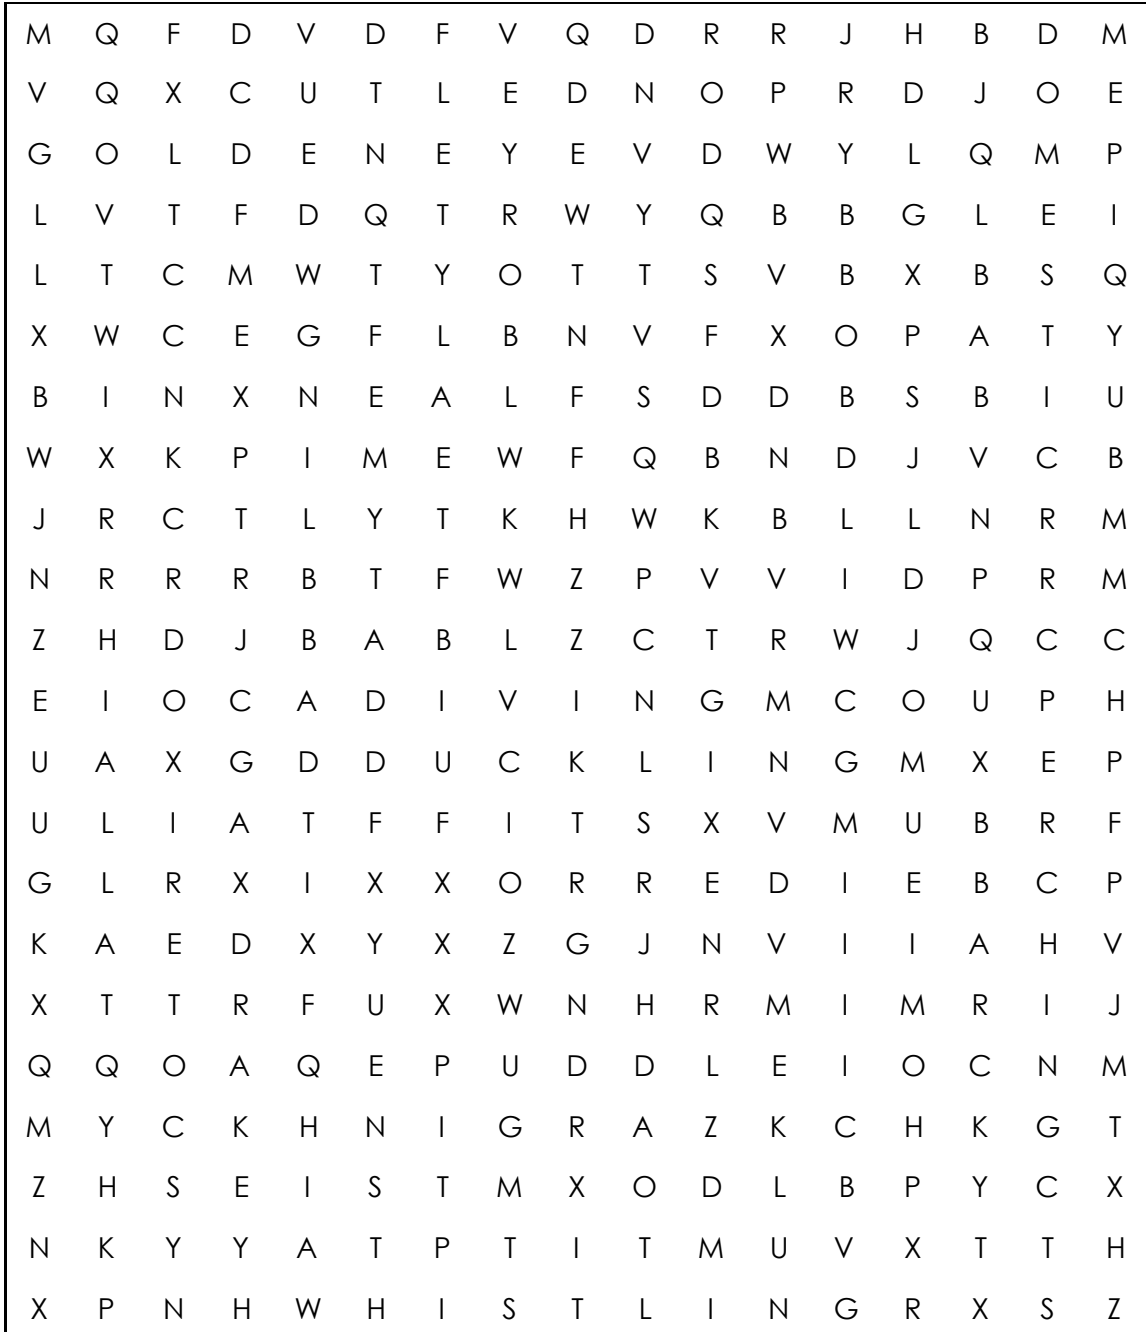 M Q F D V D F V Q D R R J H B D M
V Q X C U T L E D N O P R D J O E
G O L D E N E Y E V D W Y L Q M P
L V T F D Q T R W Y Q B B G L E I
L T C M W T Y O T T S V B X B S Q
X W C E G F L B N V F X O P A T Y
B I N X N E A L F S D D B S B I U
W X K P I M E W F Q B N D J V C B
J R C T L Y T K H W K B L L N R M
N R R R B T F W Z P V V I D P R M
Z H D J B A B L Z C T R W J Q C C
E I O C A D I V I N G M C O U P H
U A X G D D U C K L I N G M X E P
U L I A T F F I T S X V M U B R F
G L R X I X X O R R E D I E B C P
K A E D X Y X Z G J N V I I A H V
X T T R F U X W N H R M I M R I J
Q Q O A Q E P U D D L E I O C N M
M Y C K H N I G R A Z K C H K G T
Z H S E I S T M X O D L B P Y C X
N K Y Y A T P T I T M U V X T T H
X P N H W H I S T L I N G R X S Z